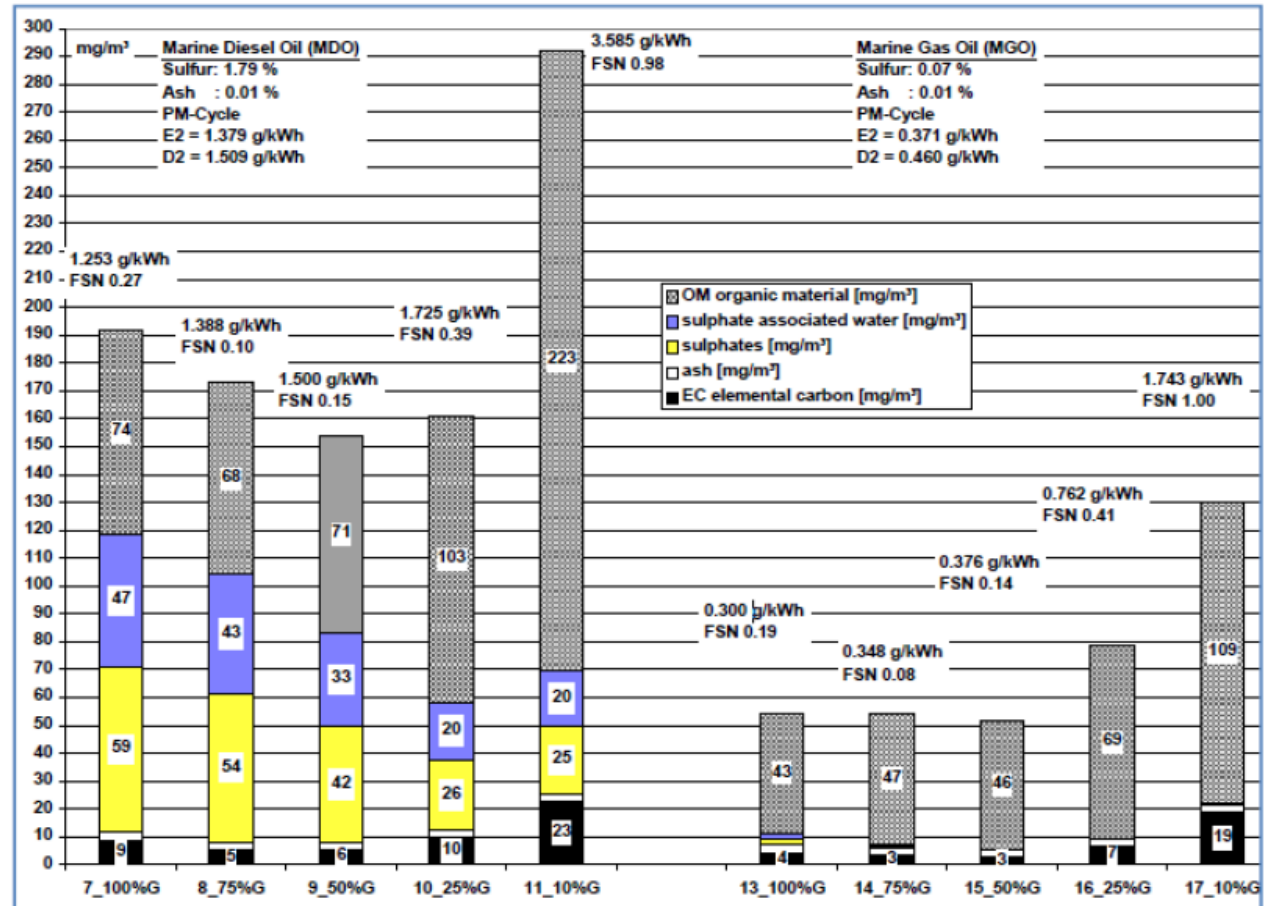 300
290
280
270
260
250
240
230
220
210
200
190
180
170
160
150
140
130
120
110
100
90
80
70
60
50
40
30
20
10
0
mg/m³
Marine Diesel Oil (MDO)
Sulfur: 1.79 %
Ash : 0.01 %
PM-Cycle
E2 = 1.379 g/kWh
D2 = 1.509 g/kWh
3.585 g/kWh
FSN 0.98
Marine Gas Oil (MGO)
Sulfur: 0.07 %
Ash : 0.01 %
PM-Cycle
E2 = 0.371 g/kWh
D2 = 0.460 g/kWh
1.253 g/kWh
FSN 0.27
1.388 g/kWh
FSN 0.10
1.500 g/kWh
FSN 0.15
1.725 g/kWh
FSN 0.39
OM organic material [mg/m³]
sulphate associated water [mg/m³]
sulphates [mg/m³]
ash [mg/m³]
EC elemental carbon [mg/m³]
1.743 g/kWh
FSN 1.00
0.762 g/kWh
FSN 0.41
0.376 g/kWh
FSN 0.14
0.300 g/kWh
FSN 0.19
0.348 g/kWh
FSN 0.08
74
47
59
9
68
43
54
5
71
33
42
6
103
20
26
10
223
20
25
23
43
4
47
3
46
3
69
7
109
19
7_100%G
8_75%G
9_50%G
10_25%G
11_10%G
13_100%G
14_75%G
15_50%G
16_25%G
17_10%G